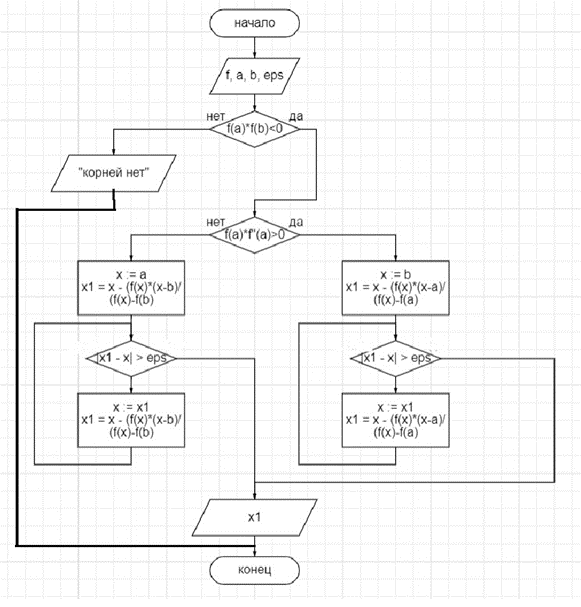 начало
f, a, b, eps
нет
да
f(a)*f(b)<0
"корней нет"
нет
да
f(a)*f"(a)>0
x := a
x1 = x - (f(x)*(x-b)/
(f(x)-f(b)
x := b
x1 = x - (f(x)*(x-a)/
(f(x)-f(a)
|x1 - x| > eps
|x1 - x| > eps
x := x1
x1 = x - (f(x)*(x-b)/
(f(x)-f(b)
x := x1
x1 = x - (f(x)*(x-a)/
(f(x)-f(a)
x1
конец